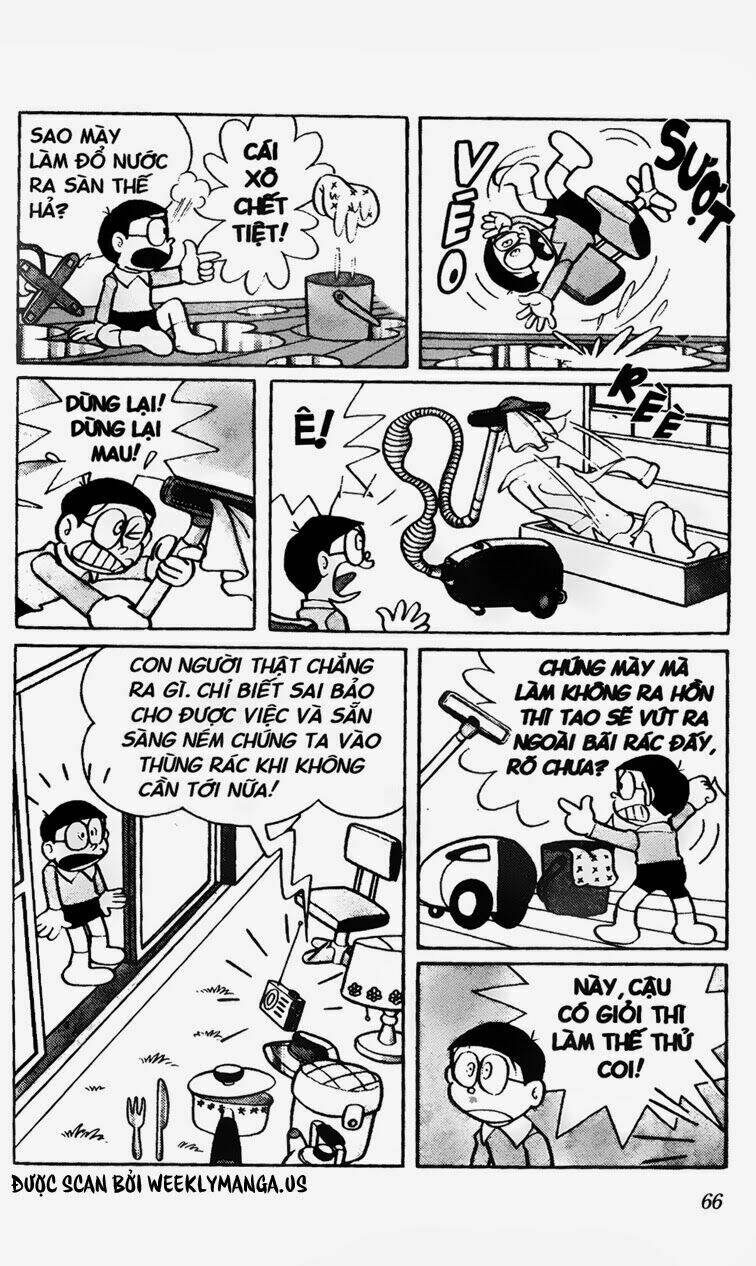 SAO MÀY
LÀM ĐỔ NƯỚC
RA SÀN THẾ
HẢ?
CÁI
XÔ
CHẾT
TIỆT!
VÉO
SƯỢT
DỪNG LẠI!
DỪNG LẠI
MAU!
Ê!
RÈÈ
CON NGƯỜI THẬT CHẲNG
RA GÌ. CHỈ BIẾT SAI BẢO
CHO ĐƯỢC VIỆC VÀ SẴN
SÀNG NÉM CHÚNG TA VÀO
THÙNG RÁC KHI KHÔNG
CẦN TỚI NỮA!
CHÚNG MÀY MÀ
LÀM KHÔNG RA HỒN
THÌ TAO SẼ VỨT RA
NGOÀI BÃI RÁC ĐẤY,
RÕ CHƯA?
NÀY, CẬU
CÓ GIỎI THÌ
LÀM THẾ THỬ
COI!
ĐƯỢC SCAN BỞI WEEKLYMANGA.US
66